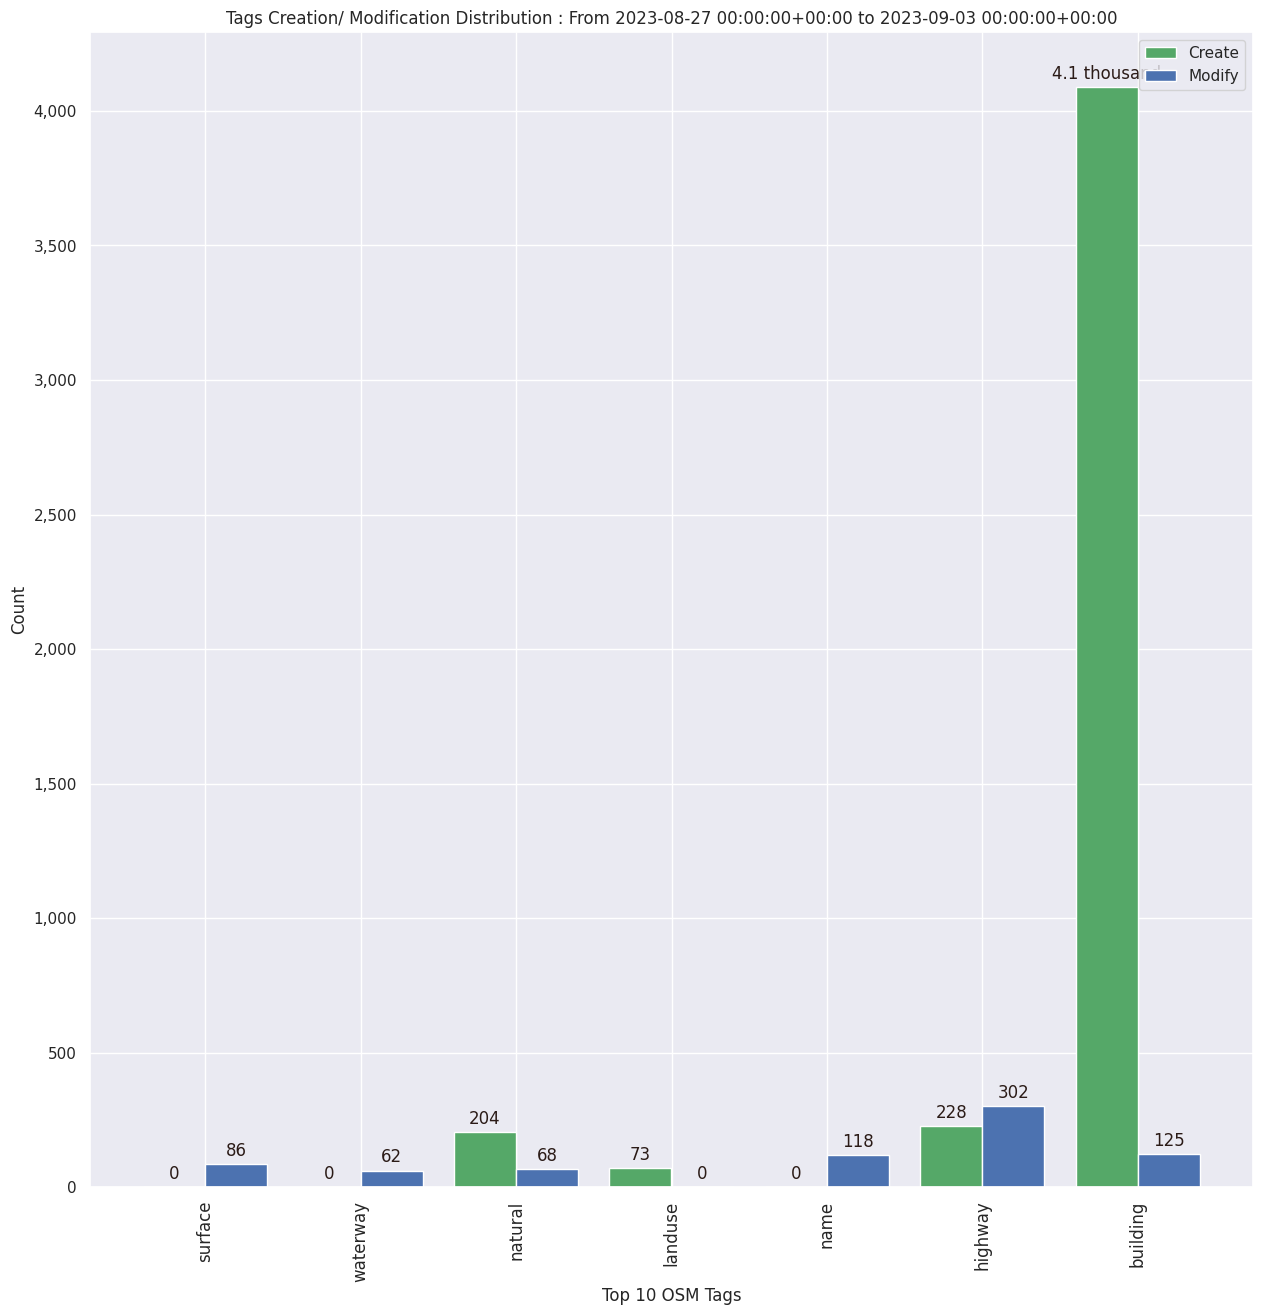 Tags Creation/ Modification Distribution : From 2023-08-27 00:00:00+00:00 to 2023-09-03 00:00:00+00:00
Create
Modify
4.1 thousand
4,000
3,500
3,000
2,500
2,000
1,500
1,000
500
0
Count
0 86
0 62
204 68
73 0
0 118
228 302
125
surface
waterway
natural
landuse
name
highway
building
Top 10 OSM Tags